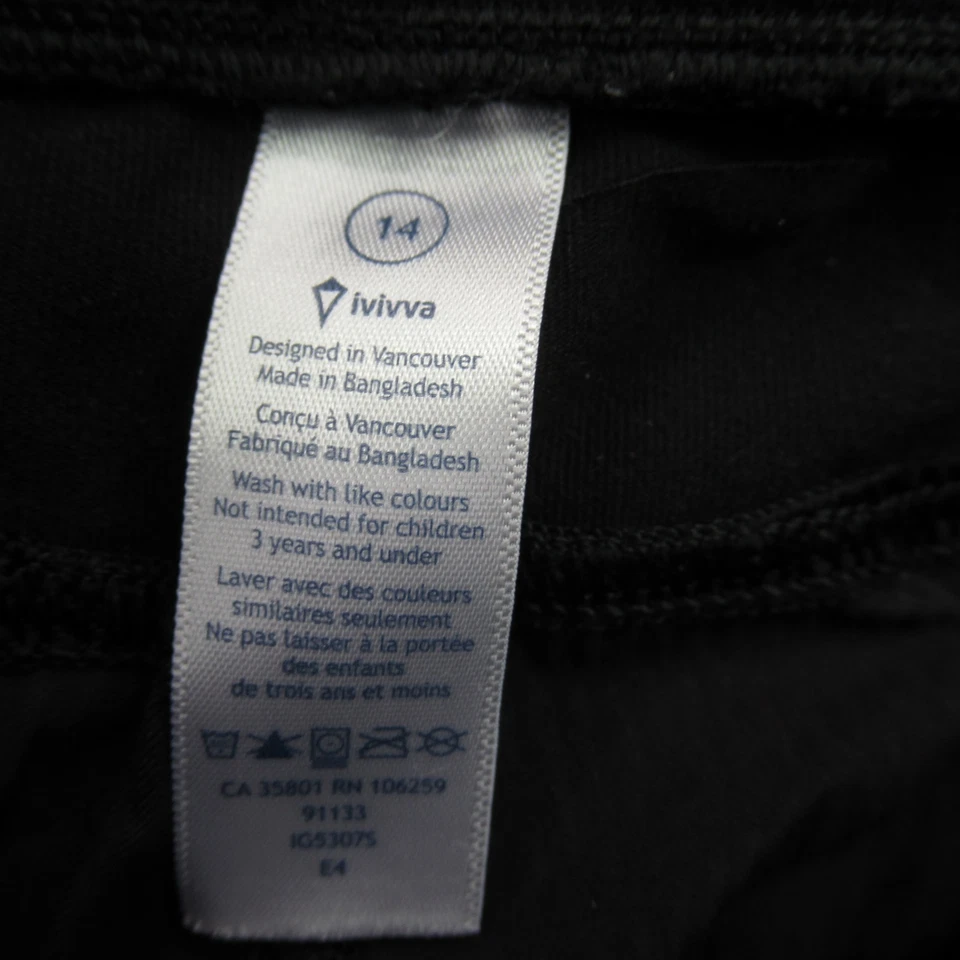 14
ivivva
Designed in Vancouver
Made in Bangladesh
Conçu à Vancouver
Fabriqué au Bangladesh
Wash with like colours
Not intended for children
3 years and under
Laver avec des couleurs
similaires seulement
Ne pas laisser à la portée
des enfants
de trois ans et moins
CA 35801 RN 106259
91133
IG5307S
E4